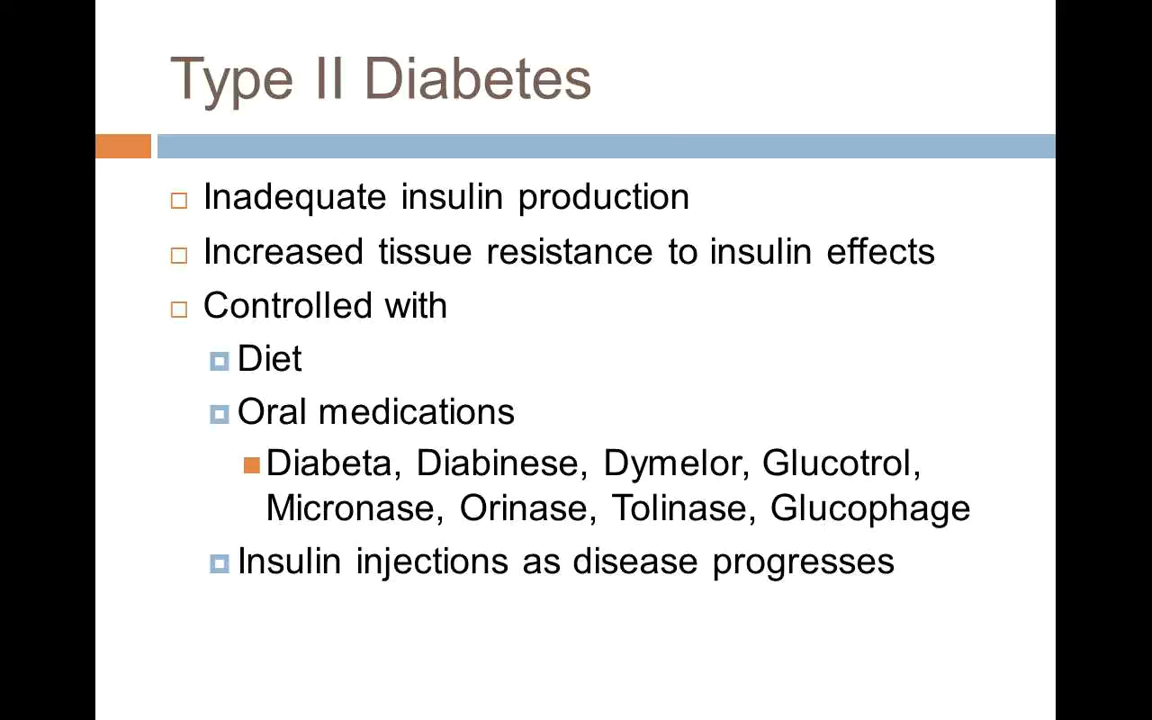 Type II Diabetes
Inadequate insulin production
Increased tissue resistance to insulin effects
Controlled with
Diet
Oral medications
Diabeta, Diabinese, Dymelor, Glucotrol,
Micronase, Orinase, Tolinase, Glucophage
Insulin injections as disease progresses